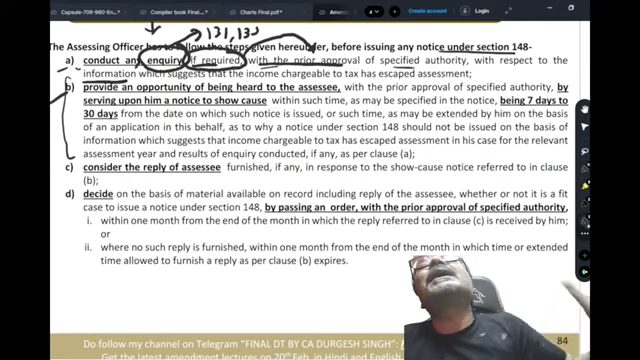 Capsule-709-960-Engl...
Compiler book Final...
Charts Final.pdf
Create account
131, 133
The Assessing Officer has to follow the steps given hereunder, before issuing any notice under section 148-
a) conduct any enquiry, if required, with the prior approval of specified authority, with respect to the
information which suggests that the income chargeable to tax has escaped assessment;
b) provide an opportunity of being heard to the assessee, with the prior approval of specified authority, by
serving upon him a notice to show cause within such time, as may be specified in the notice, being 7 days to
30 days from the date on which such notice is issued, or such time, as may be extended by him on the basis
of an application in this behalf, as to why a notice under section 148 should not be issued on the basis of
information which suggests that income chargeable to tax has escaped assessment in his case for the relevant
assessment year and results of enquiry conducted, if any, as per clause (a);
c) consider the reply of assessee furnished, if any, in response to the show-cause notice referred to in clause
(b);
d) decide on the basis of material available on record including reply of the assessee, whether or not it is a fit
case to issue a notice under section 148, by passing an order, with the prior approval of specified authority,
i. within one month from the end of the month in which the reply referred to in clause (c) is received by him;
or
ii. where no such reply is furnished, within one month from the end of the month in which time or extended
time allowed to furnish a reply as per clause (b) expires.
84
Do follow my channel on Telegram "FINAL DT BY CA DURGESH SINGH"
Get the latest amendment lectures on 20th Feb, in Hindi and English